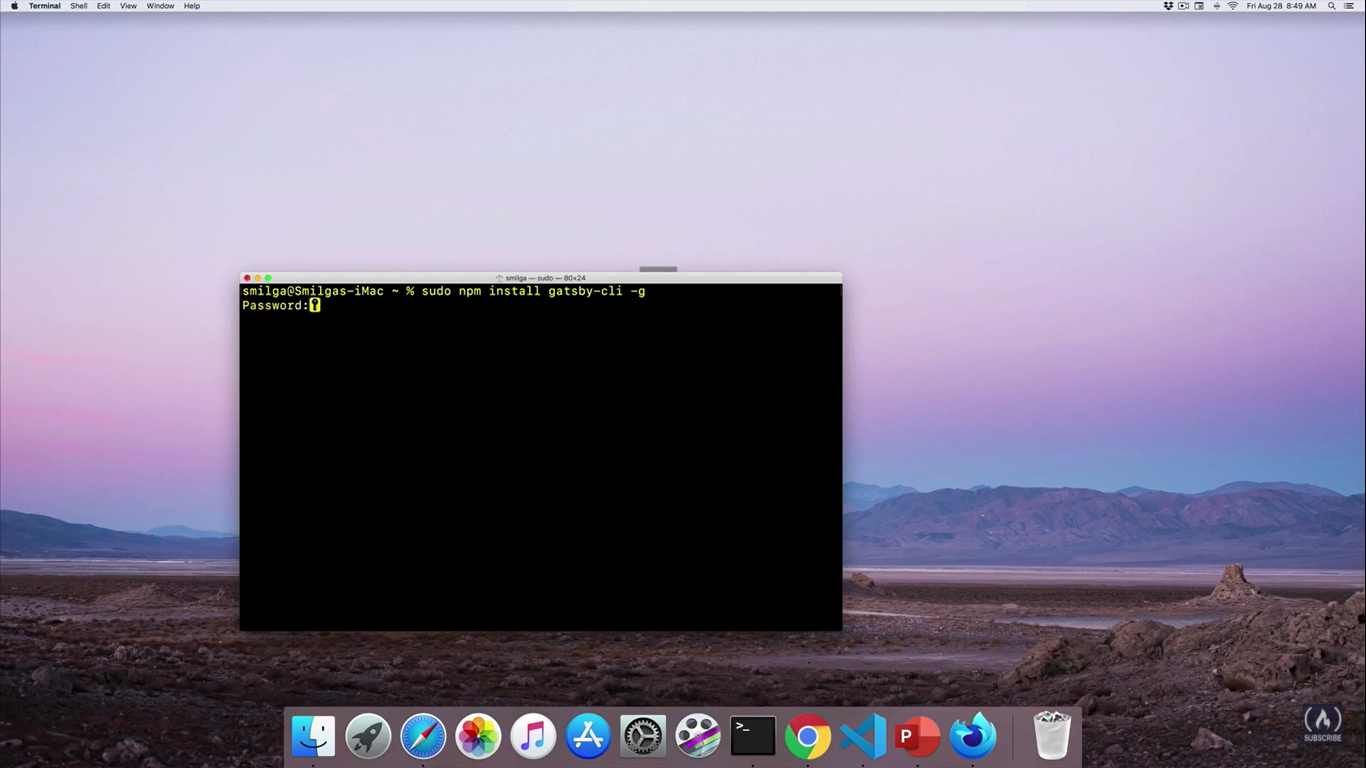 Terminal Shell Edit View Window Help
Fri Aug 28 8:49 AM
smilga — sudo — 80×24
smilga@Smilgas-iMac ~ % sudo npm install gatsby-cli -g
Password:
>_
P
SUBSCRIBE